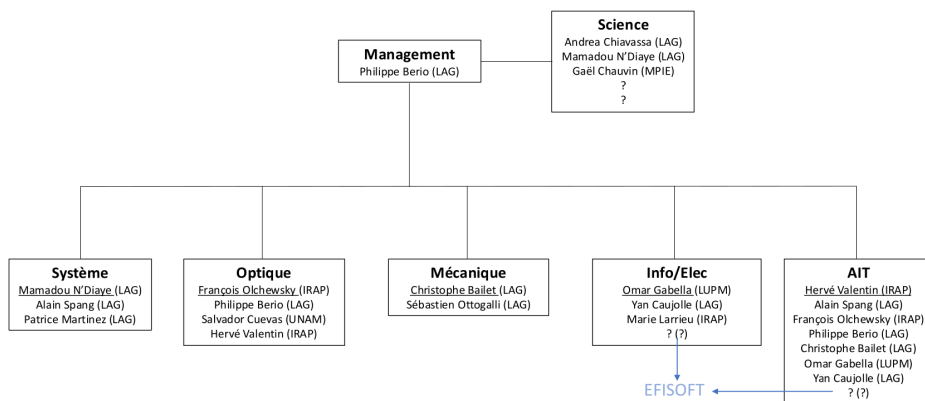 Science
Andrea Chiavassa (LAG)
Mamadou N'Diaye (LAG)
Gaël Chauvin (MPIE)
?
?
Management
Philippe Berio (LAG)
Système
Mamadou N'Diaye (LAG)
Alain Spang (LAG)
Patrice Martinez (LAG)
Optique
François Olchewsky (IRAP)
Philippe Berio (LAG)
Salvador Cuevas (UNAM)
Hervé Valentin (IRAP)
Mécanique
Christophe Bailet (LAG)
Sébastien Ottogalli (LAG)
Info/Elec
Omar Gabella (LUPM)
Yan Caujolle (LAG)
Marie Larrieu (IRAP)
? (?)
AIT
Hervé Valentin (IRAP)
Alain Spang (LAG)
François Olchewsky (IRAP)
Philippe Berio (LAG)
Christophe Bailet (LAG)
Omar Gabella (LUPM)
Yan Caujolle (LAG)
? (?)
EFISOFT